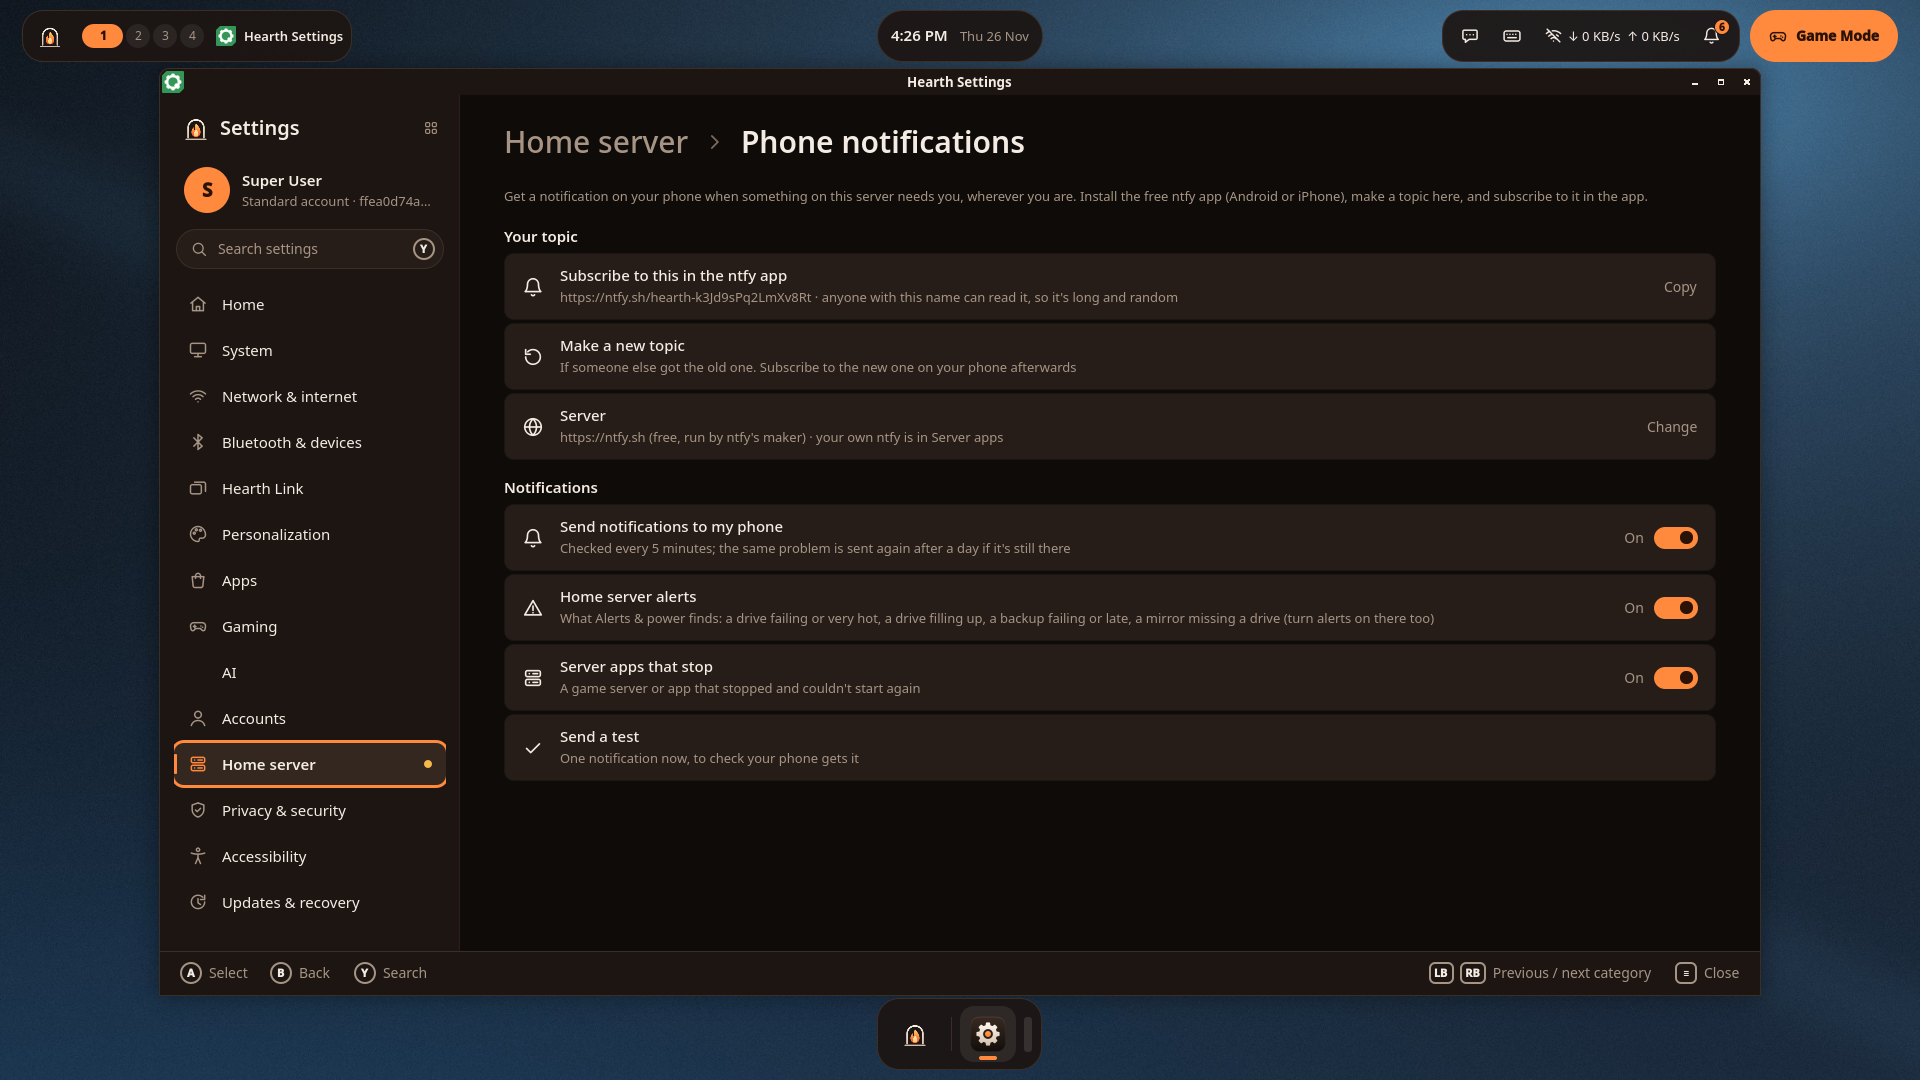 1 2 3 4 Hearth Settings
4:26 PM Thu 26 Nov
↓ 0 KB/s ↑ 0 KB/s
6
Game Mode
Hearth Settings
Settings
S
Super User
Standard account · ffea0d74a...
Search settings Y
Home
System
Network & internet
Bluetooth & devices
Hearth Link
Personalization
Apps
Gaming
AI
Accounts
Home server
Privacy & security
Accessibility
Updates & recovery
Home server > Phone notifications
Get a notification on your phone when something on this server needs you, wherever you are. Install the free ntfy app (Android or iPhone), make a topic here, and subscribe to it in the app.
Your topic
Subscribe to this in the ntfy app
https://ntfy.sh/hearth-k3Jd9sPq2LmXv8Rt · anyone with this name can read it, so it's long and random
Copy
Make a new topic
If someone else got the old one. Subscribe to the new one on your phone afterwards
Server
https://ntfy.sh (free, run by ntfy's maker) · your own ntfy is in Server apps
Change
Notifications
Send notifications to my phone
Checked every 5 minutes; the same problem is sent again after a day if it's still there
On
Home server alerts
What Alerts & power finds: a drive failing or very hot, a drive filling up, a backup failing or late, a mirror missing a drive (turn alerts on there too)
On
Server apps that stop
A game server or app that stopped and couldn't start again
On
Send a test
One notification now, to check your phone gets it
A Select B Back Y Search
LB RB Previous / next category ≡ Close